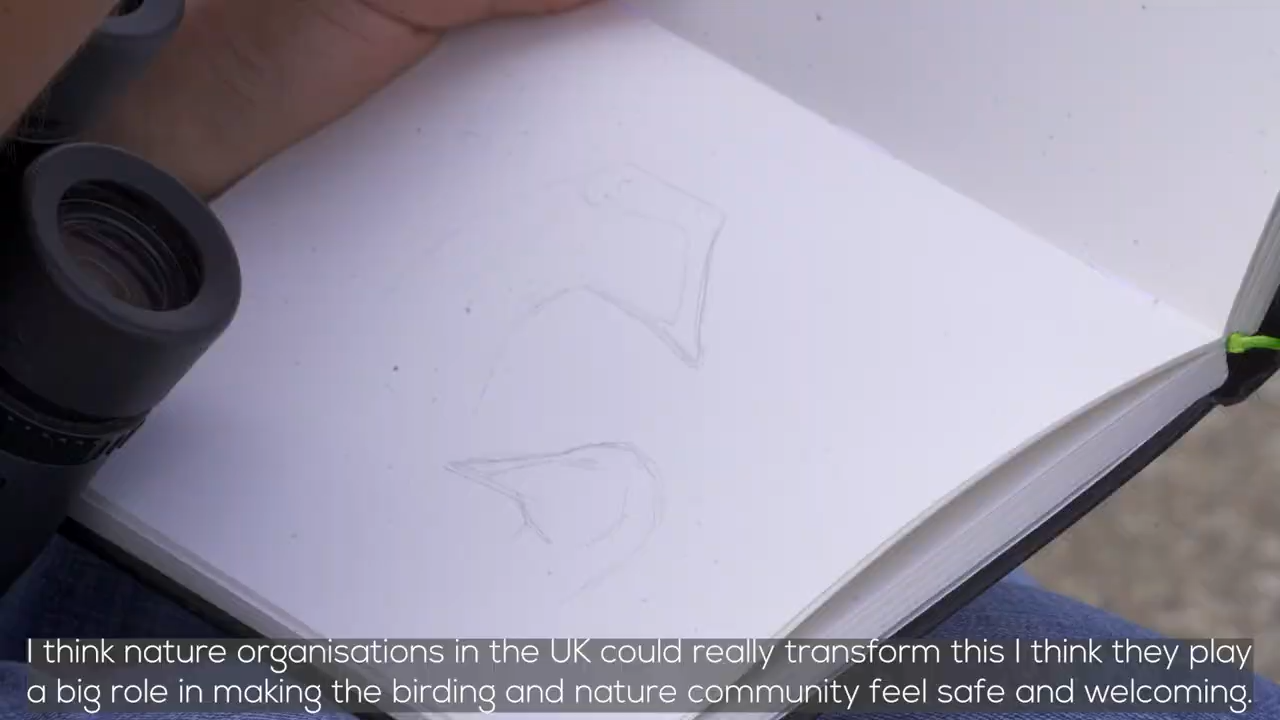 I think nature organisations in the UK could really transform this I think they play
a big role in making the birding and nature community feel safe and welcoming.